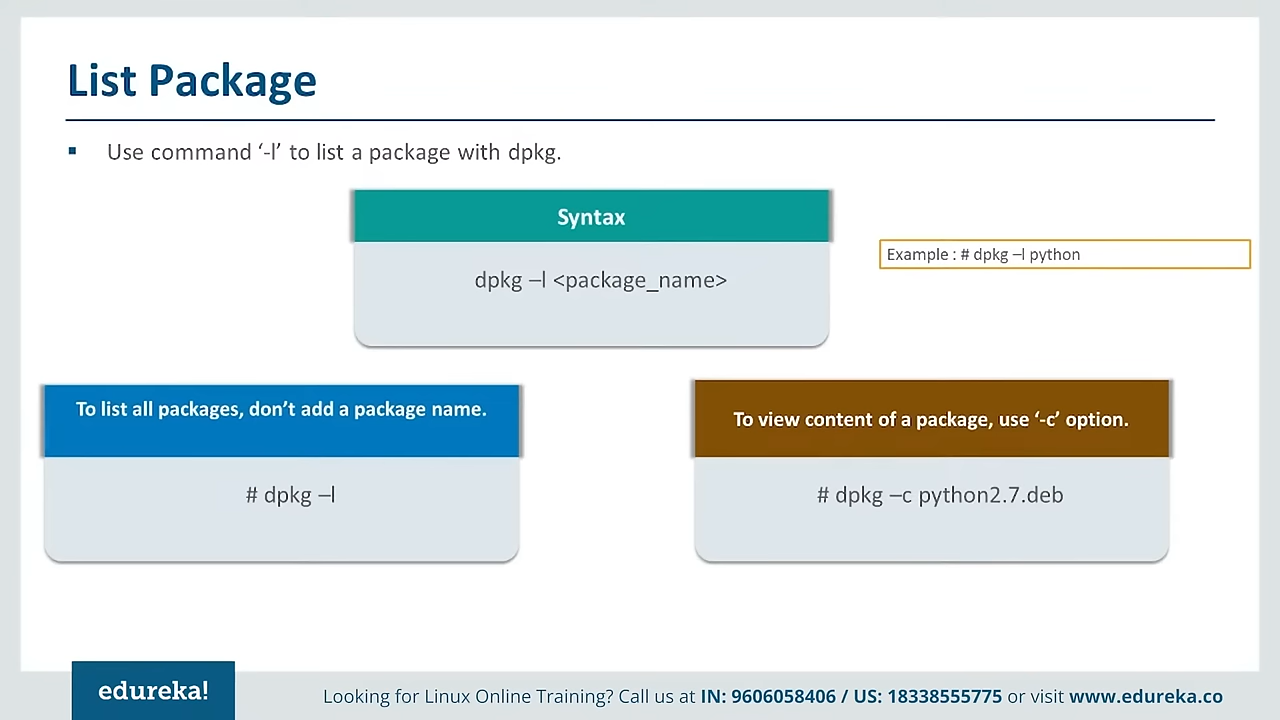 List Package
▪ Use command ‘-l’ to list a package with dpkg.
Syntax
dpkg –l <package_name>
Example : # dpkg –l python
To list all packages, don’t add a package name.
# dpkg –l
To view content of a package, use ‘-c’ option.
# dpkg –c python2.7.deb
edureka!
Looking for Linux Online Training? Call us at IN: 9606058406 / US: 18338555775 or visit www.edureka.co